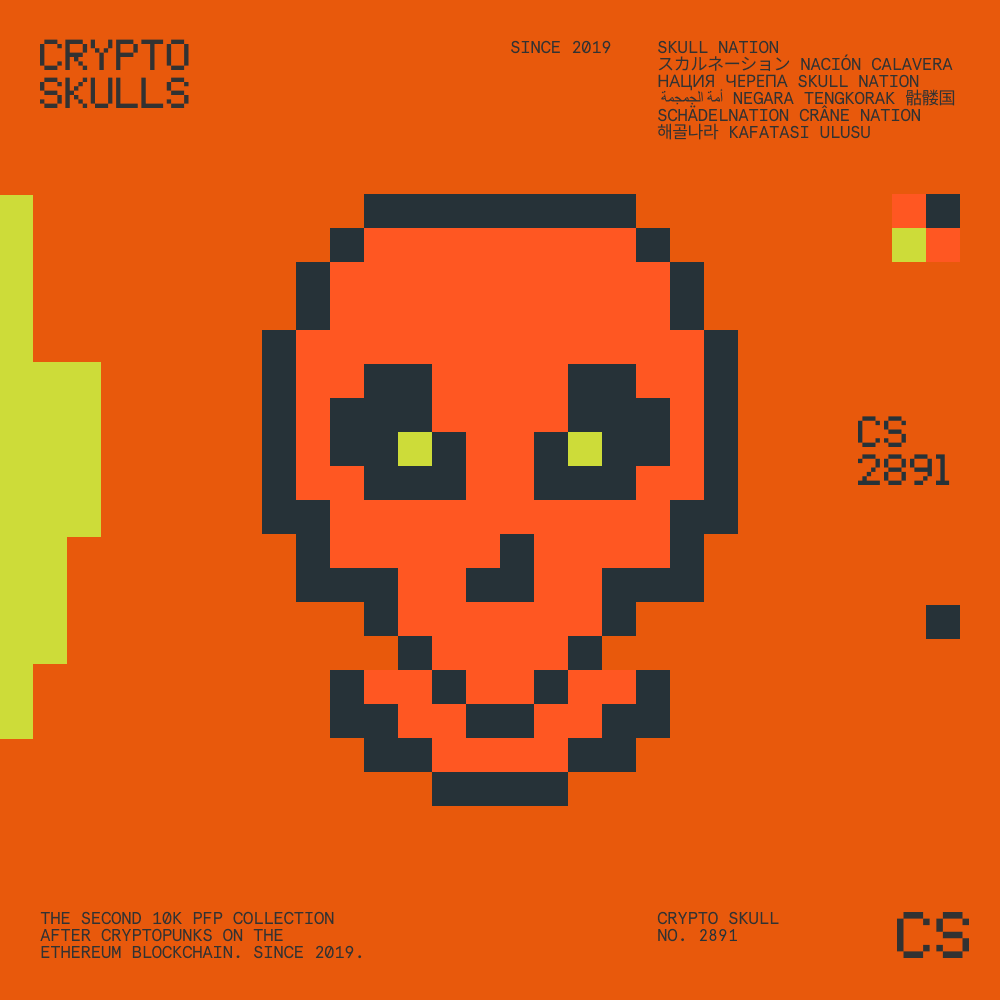 CRYPTO
SKULLS
SINCE 2019
SKULL NATION
スカルネーション NACIÓN CALAVERA
НАЦИЯ ЧЕРЕПА SKULL NATION
أمة الجمجمة NEGARA TENGKORAK 骷髅国
SCHÄDELNATION CRÂNE NATION
해골나라 KAFATASI ULUSU
CS
2891
THE SECOND 10K PFP COLLECTION
AFTER CRYPTOPUNKS ON THE
ETHEREUM BLOCKCHAIN. SINCE 2019.
CRYPTO SKULL
NO. 2891
CS